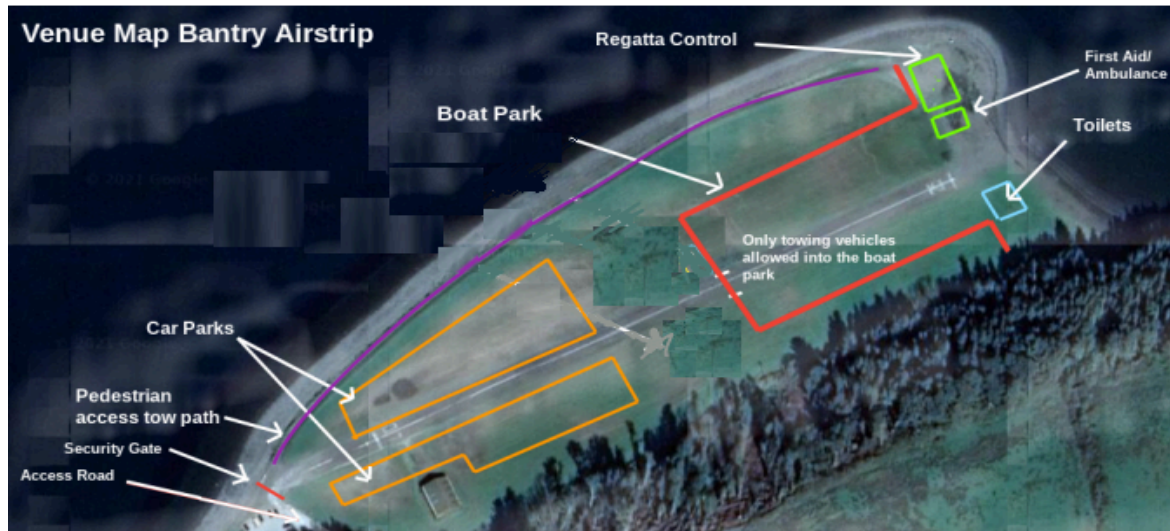 Venue Map Bantry Airstrip
Regatta Control
First Aid/
Ambulance
Boat Park
Toilets
Only towing vehicles
allowed into the boat
park
Car Parks
Pedestrian
access tow path
Security Gate
Access Road